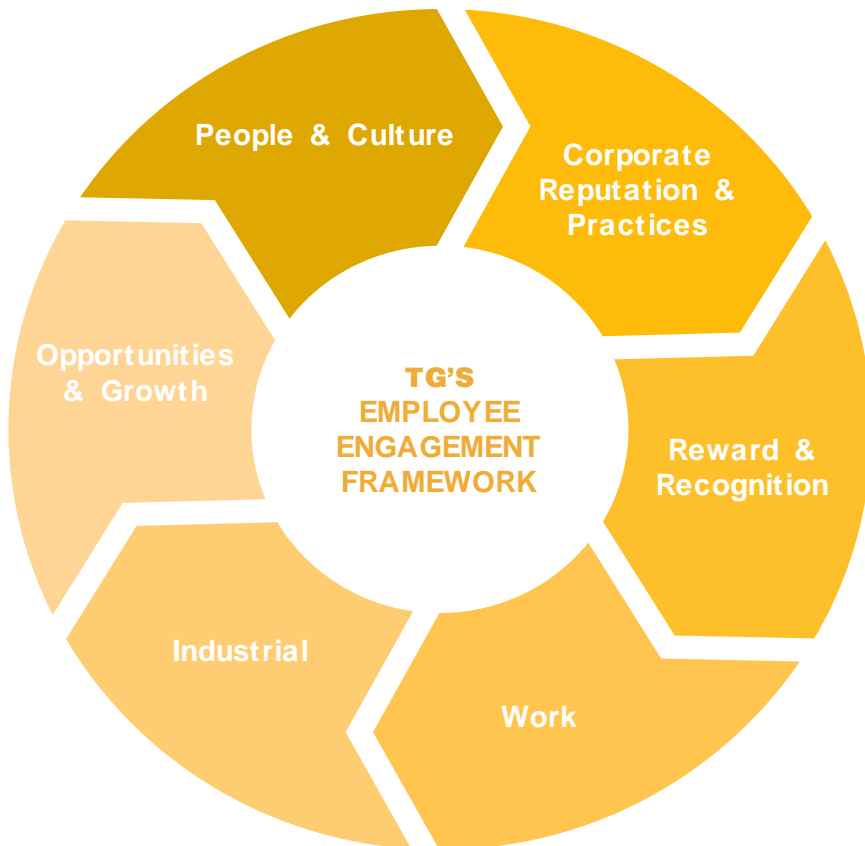 People & Culture
Corporate
Reputation &
Practices
Opportunities
& Growth
TG’S
EMPLOYEE
ENGAGEMENT
FRAMEWORK
Reward &
Recognition
Industrial
Work